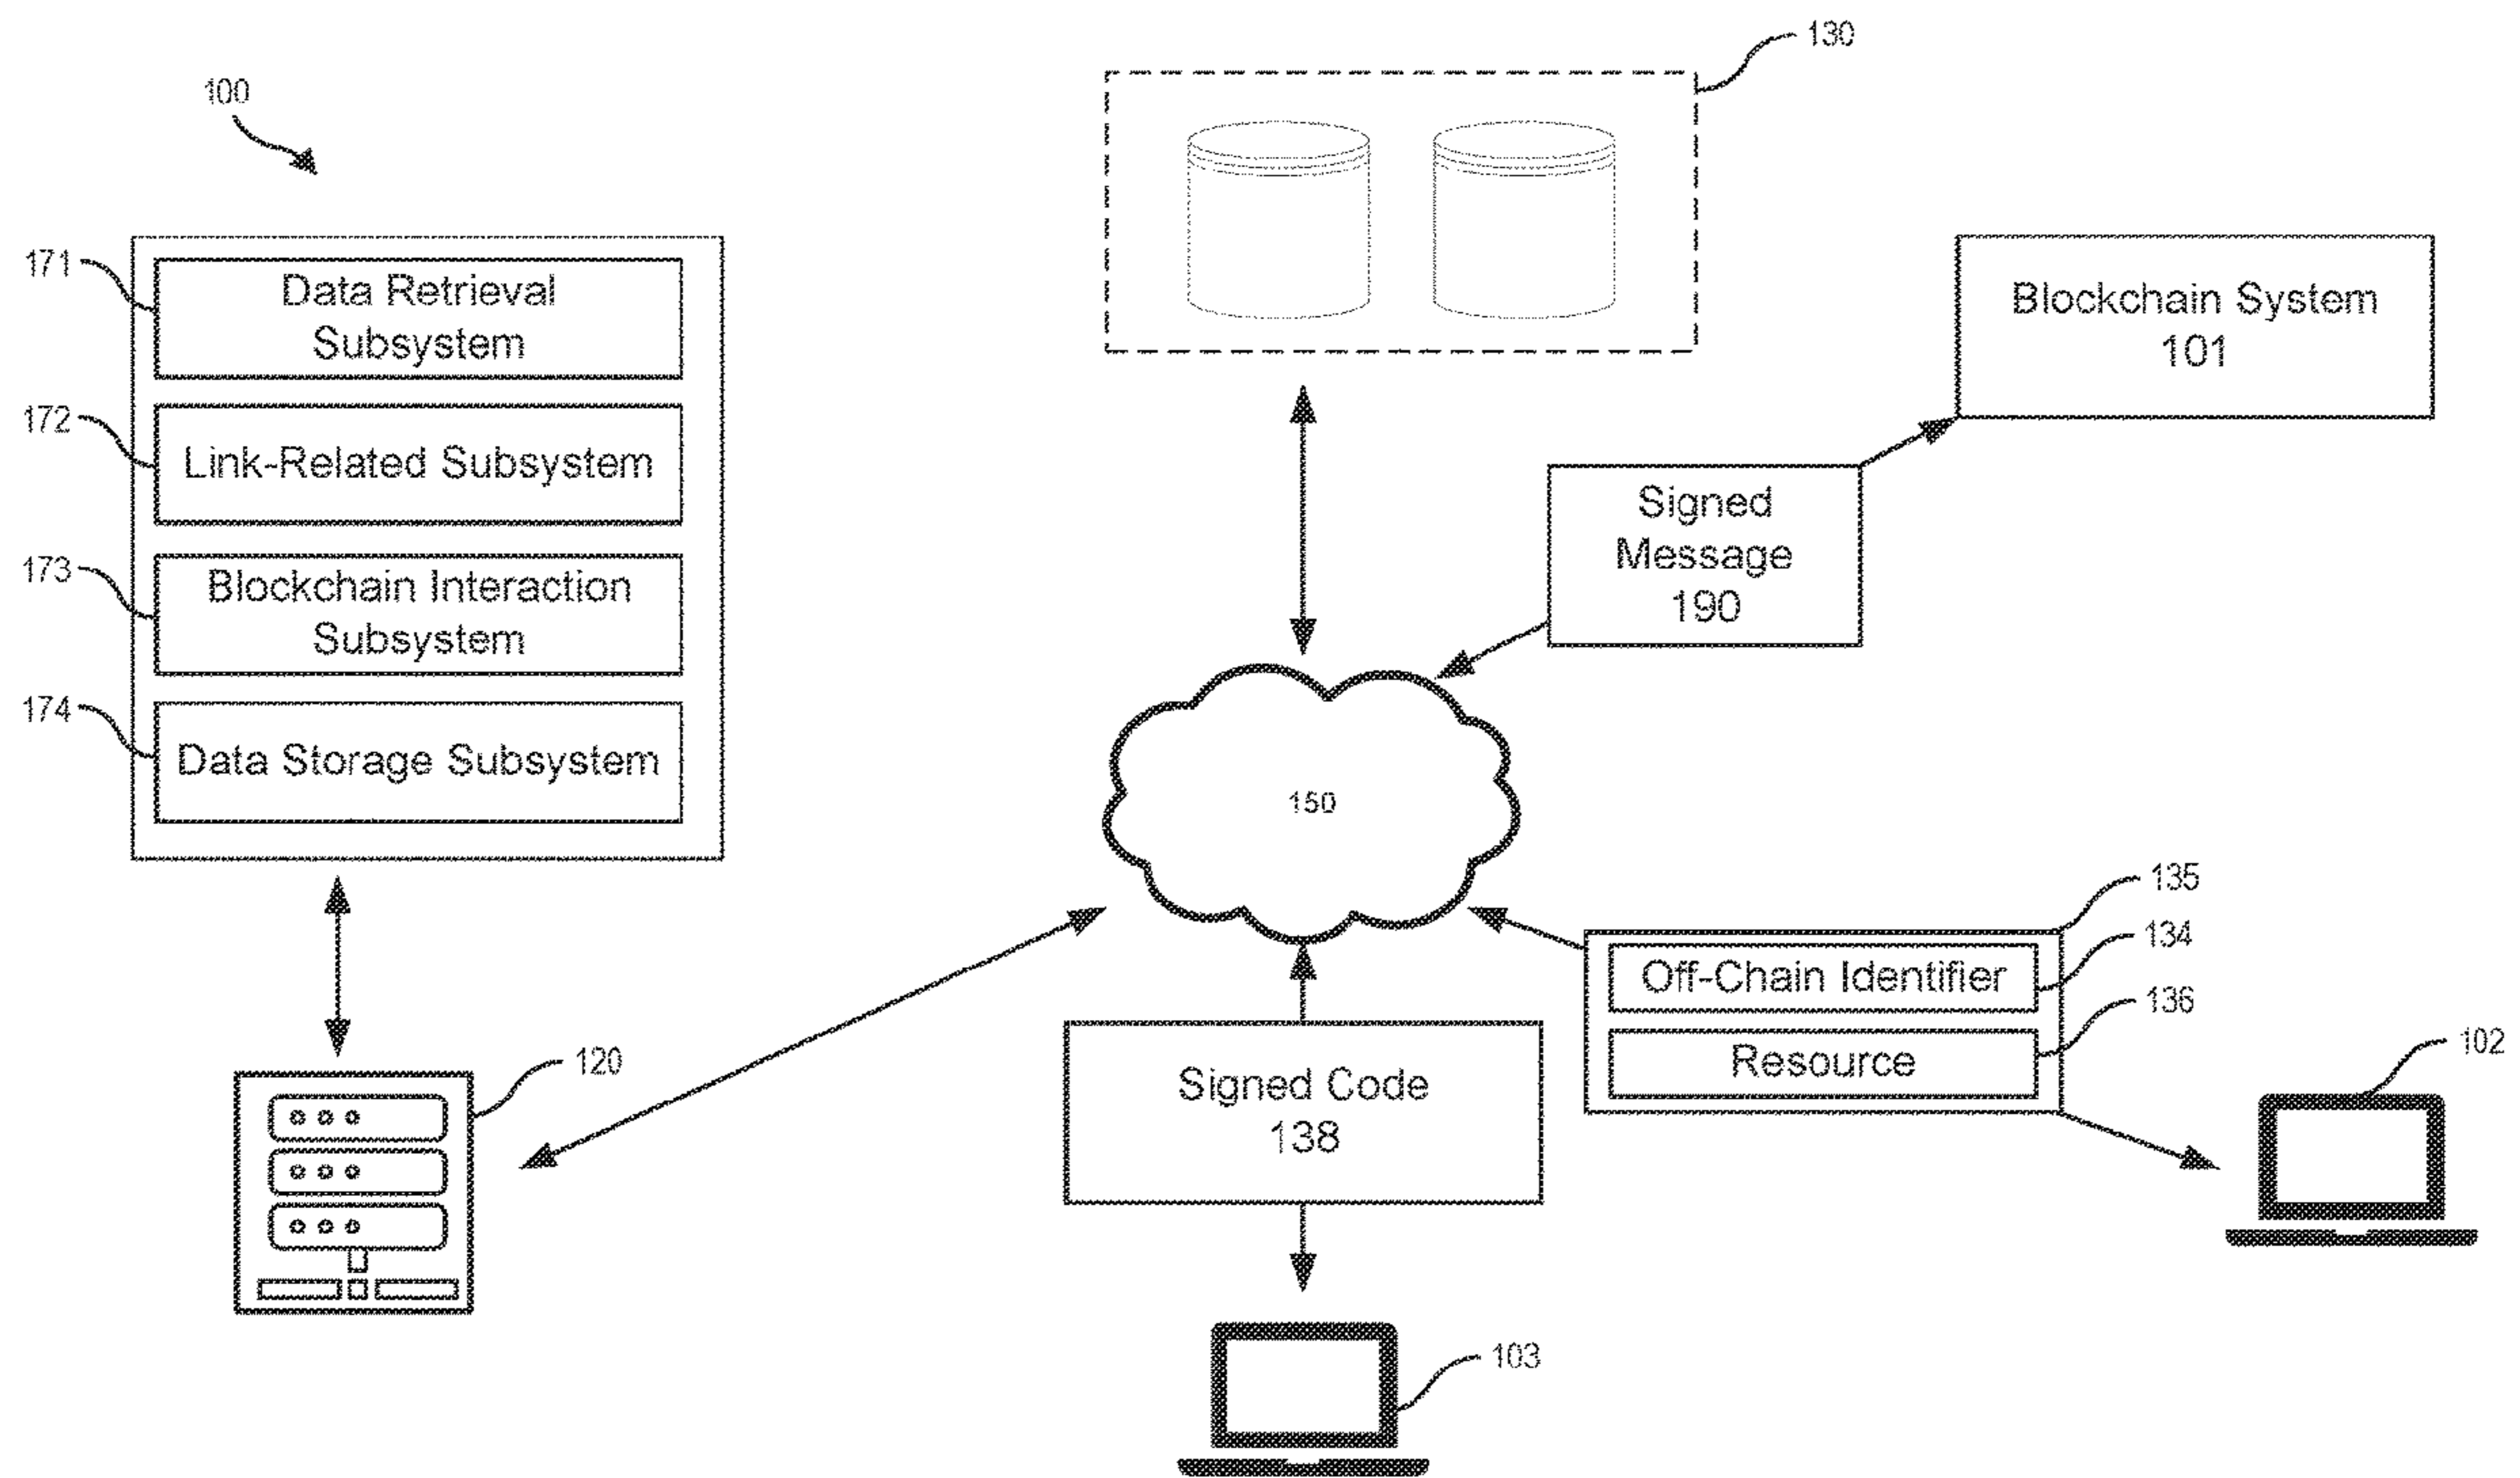 130
100
171
Data Retrieval
Subsystem
Blockchain System
101
172
Link-Related Subsystem
Signed
Message
190
173
Blockchain Interaction
Subsystem
174
Data Storage Subsystem
150
135
134
Off-Chain Identifier
136
Resource
102
120
Signed Code
138
103